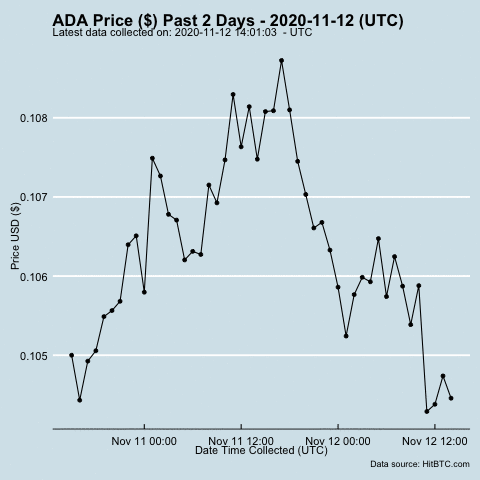 ADA Price ($) Past 2 Days - 2020-11-12 (UTC)
Latest data collected on: 2020-11-12 14:01:03  - UTC
0.108
0.107
0.106
0.105
Price USD ($)
Nov 11 00:00 Nov 11 12:00 Nov 12 00:00 Nov 12 12:00
Date Time Collected (UTC)
Data source: HitBTC.com